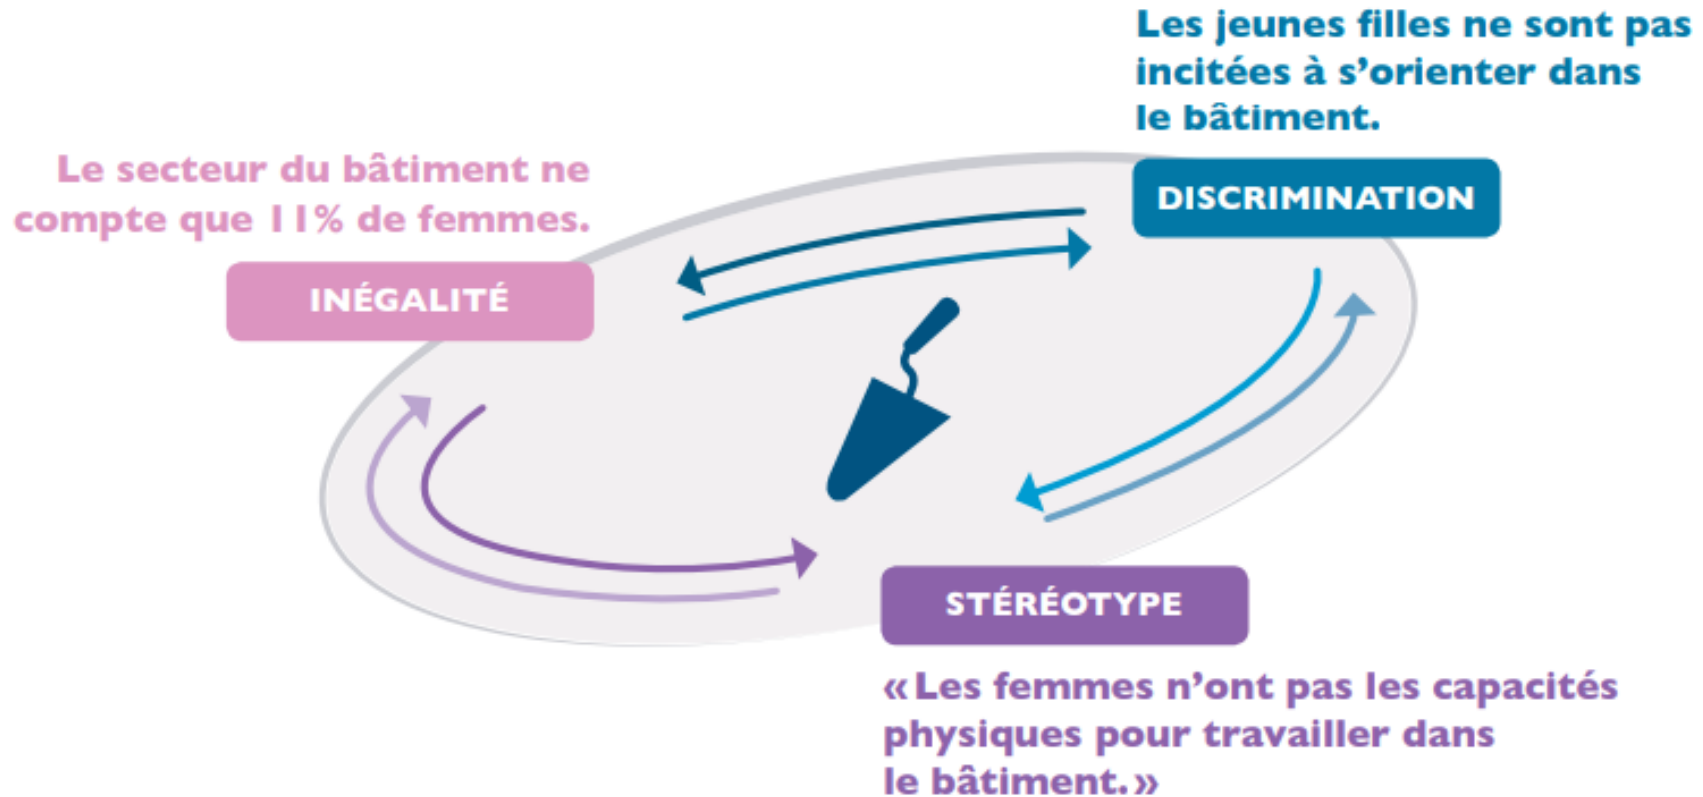 Les jeunes filles ne sont pas
incitées à s’orienter dans
le bâtiment.
DISCRIMINATION
Le secteur du bâtiment ne
compte que 11% de femmes.
INÉGALITÉ
STÉRÉOTYPE
«Les femmes n’ont pas les capacités
physiques pour travailler dans
le bâtiment.»